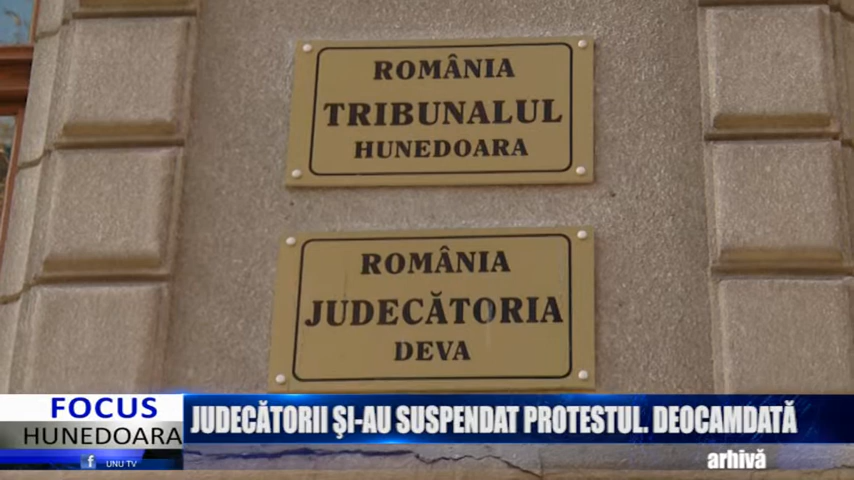 ROMÂNIA
TRIBUNALUL
HUNEDOARA
ROMÂNIA
JUDECĂTORIA
DEVA
FOCUS
HUNEDOARA
f UNU TV
JUDECĂTORII ŞI-AU SUSPENDAT PROTESTUL. DEOCAMDATĂ
arhivă